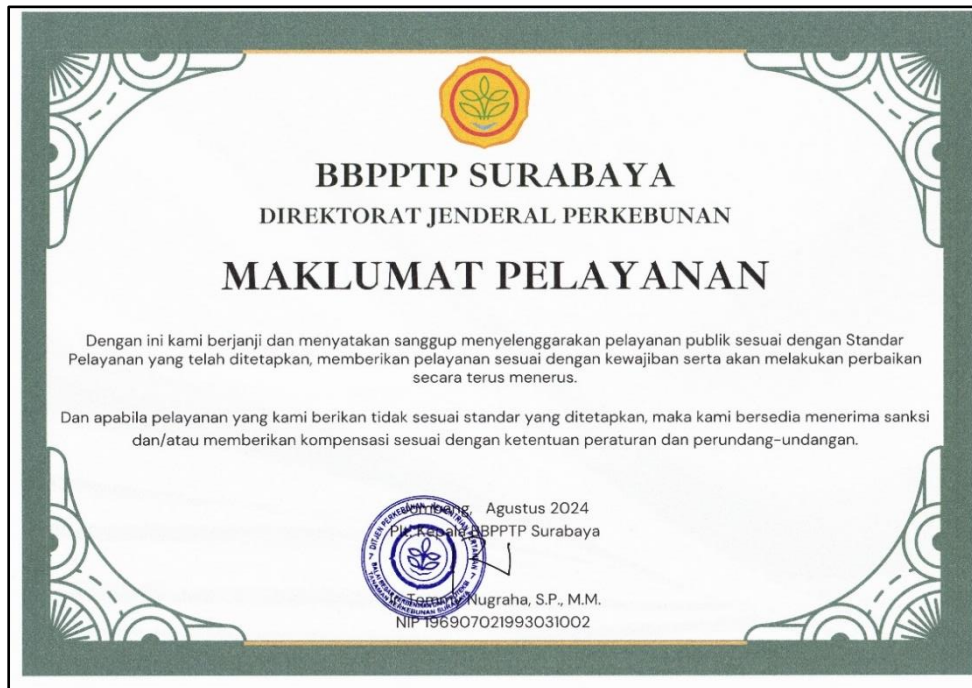 BBPPTP SURABAYA
DIREKTORAT JENDERAL PERKEBUNAN
MAKLUMAT PELAYANAN
Dengan ini kami berjanji dan menyatakan sanggup menyelenggarakan pelayanan publik sesuai dengan Standar
Pelayanan yang telah ditetapkan, memberikan pelayanan sesuai dengan kewajiban serta akan melakukan perbaikan
secara terus menerus.
Dan apabila pelayanan yang kami berikan tidak sesuai standar yang ditetapkan, maka kami bersedia menerima sanksi
dan/atau memberikan kompensasi sesuai dengan ketentuan peraturan dan perundang-undangan.
Jombang, Agustus 2024
Plt. Kepala BBPPTP Surabaya
Tommy Nugraha, S.P., M.M.
NIP 196907021993031002